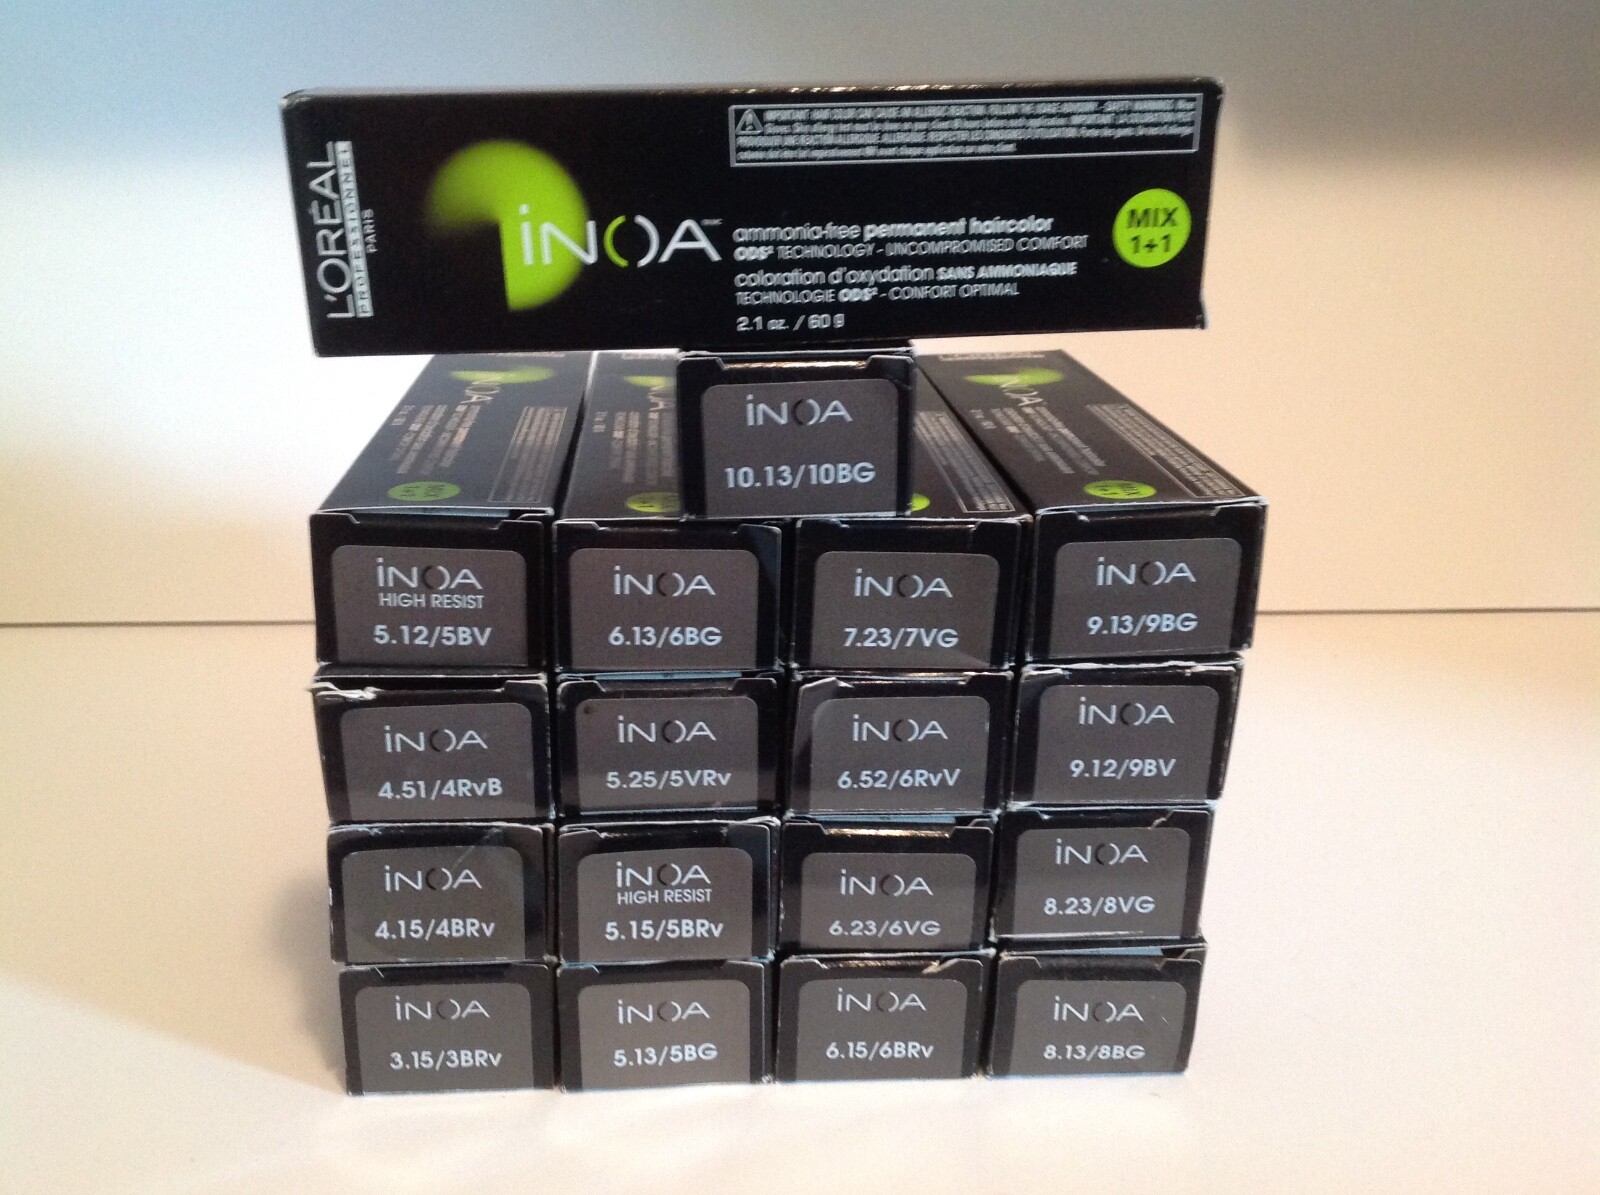 L'ORÉAL
PROFESSIONNEL
PARIS
iNOA
ammonia-free permanent haircolor
ODS² TECHNOLOGY - UNCOMPROMISED COMFORT
coloration d'oxydation SANS AMMONIAQUE
TECHNOLOGIE ODS² - CONFORT OPTIMAL
2.1 oz. / 60 g
MIX
1+1
iNOA
10.13/10BG
iNOA
HIGH RESIST
5.12/5BV
iNOA
6.13/6BG
iNOA
7.23/7VG
iNOA
9.13/9BG
iNOA
4.51/4RvB
iNOA
5.25/5VRv
iNOA
6.52/6RvV
iNOA
9.12/9BV
iNOA
4.15/4BRv
iNOA
HIGH RESIST
5.15/5BRv
iNOA
6.23/6VG
iNOA
8.23/8VG
iNOA
3.15/3BRv
iNOA
5.13/5BG
iNOA
6.15/6BRv
iNOA
8.13/8BG